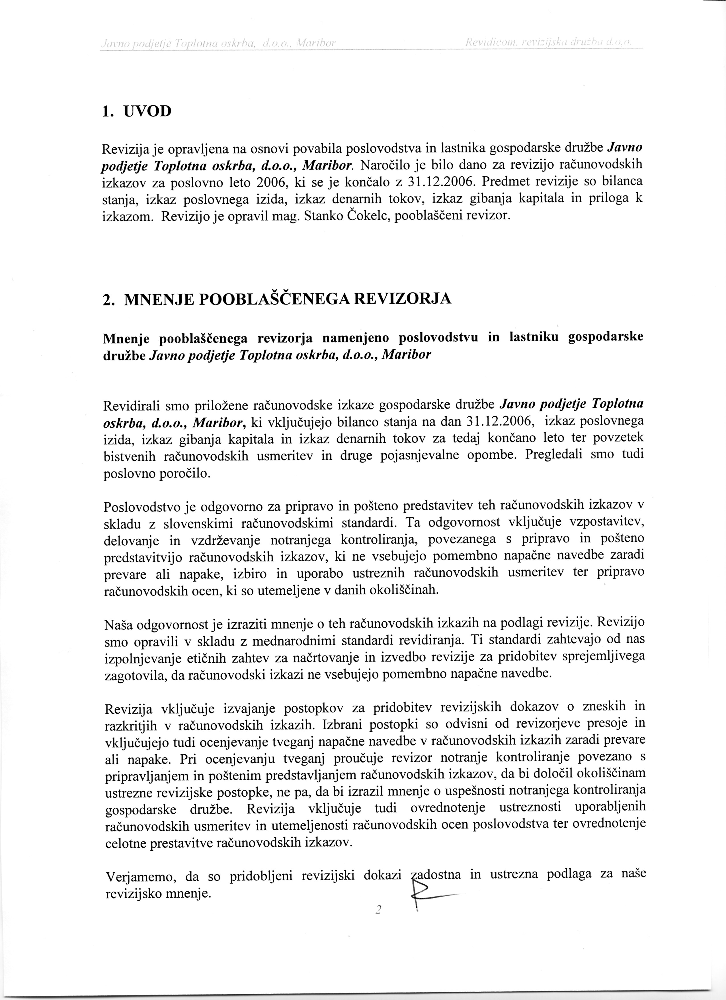 Javno podjetje Toplotna oskrba, d.o.o., Maribor Revidicom, revizijska družba d.o.o.
1. UVOD
Revizija je opravljena na osnovi povabila poslovodstva in lastnika gospodarske družbe Javno
podjetje Toplotna oskrba, d.o.o., Maribor. Naročilo je bilo dano za revizijo računovodskih
izkazov za poslovno leto 2006, ki se je končalo z 31.12.2006. Predmet revizije so bilanca
stanja, izkaz poslovnega izida, izkaz denarnih tokov, izkaz gibanja kapitala in priloga k
izkazom. Revizijo je opravil mag. Stanko Čokelc, pooblaščeni revizor.
2. MNENJE POOBLAŠČENEGA REVIZORJA
Mnenje pooblaščenega revizorja namenjeno poslovodstvu in lastniku gospodarske
družbe Javno podjetje Toplotna oskrba, d.o.o., Maribor
Revidirali smo priložene računovodske izkaze gospodarske družbe Javno podjetje Toplotna
oskrba, d.o.o., Maribor, ki vključujejo bilanco stanja na dan 31.12.2006, izkaz poslovnega
izida, izkaz gibanja kapitala in izkaz denarnih tokov za tedaj končano leto ter povzetek
bistvenih računovodskih usmeritev in druge pojasnjevalne opombe. Pregledali smo tudi
poslovno poročilo.
Poslovodstvo je odgovorno za pripravo in pošteno predstavitev teh računovodskih izkazov v
skladu z slovenskimi računovodskimi standardi. Ta odgovornost vključuje vzpostavitev,
delovanje in vzdrževanje notranjega kontroliranja, povezanega s pripravo in pošteno
predstavitvijo računovodskih izkazov, ki ne vsebujejo pomembno napačne navedbe zaradi
prevare ali napake, izbiro in uporabo ustreznih računovodskih usmeritev ter pripravo
računovodskih ocen, ki so utemeljene v danih okoliščinah.
Naša odgovornost je izraziti mnenje o teh računovodskih izkazih na podlagi revizije. Revizijo
smo opravili v skladu z mednarodnimi standardi revidiranja. Ti standardi zahtevajo od nas
izpolnjevanje etičnih zahtev za načrtovanje in izvedbo revizije za pridobitev sprejemljivega
zagotovila, da računovodski izkazi ne vsebujejo pomembno napačne navedbe.
Revizija vključuje izvajanje postopkov za pridobitev revizijskih dokazov o zneskih in
razkritjih v računovodskih izkazih. Izbrani postopki so odvisni od revizorjeve presoje in
vključujejo tudi ocenjevanje tveganj napačne navedbe v računovodskih izkazih zaradi prevare
ali napake. Pri ocenjevanju tveganj proučuje revizor notranje kontroliranje povezano s
pripravljanjem in poštenim predstavljanjem računovodskih izkazov, da bi določil okoliščinam
ustrezne revizijske postopke, ne pa, da bi izrazil mnenje o uspešnosti notranjega kontroliranja
gospodarske družbe. Revizija vključuje tudi ovrednotenje ustreznosti uporabljenih
računovodskih usmeritev in utemeljenosti računovodskih ocen poslovodstva ter ovrednotenje
celotne prestavitve računovodskih izkazov.
Verjamemo, da so pridobljeni revizijski dokazi zadostna in ustrezna podlaga za naše
revizijsko mnenje.
2